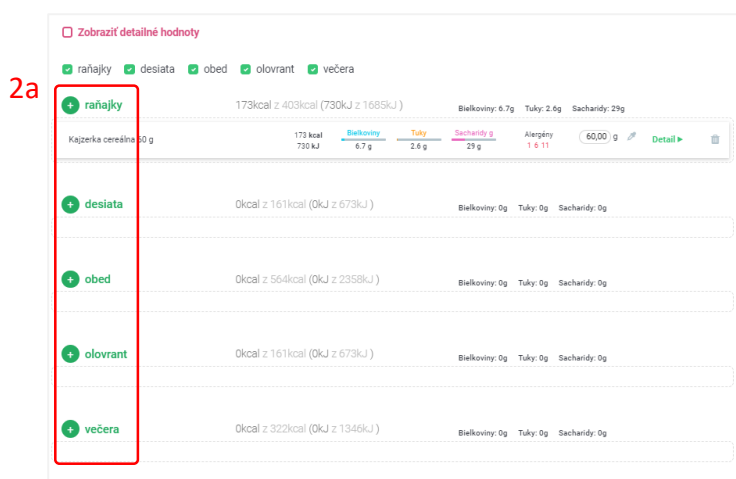 Zobraziť detailné hodnoty
raňajky desiata obed olovrant večera
2a
raňajky 173kcal z 403kcal (730kJ z 1685kJ ) Bielkoviny: 6.7g Tuky: 2.6g Sacharidy: 29g
Kajzerka cereálna 60 g 173 kcal Bielkoviny Tuky Sacharidy g Alergény 60,00 g Detail
730 kJ 6.7 g 2.6 g 29 g 1 6 11
desiata 0kcal z 161kcal (0kJ z 673kJ ) Bielkoviny: 0g Tuky: 0g Sacharidy: 0g
obed 0kcal z 564kcal (0kJ z 2358kJ ) Bielkoviny: 0g Tuky: 0g Sacharidy: 0g
olovrant 0kcal z 161kcal (0kJ z 673kJ ) Bielkoviny: 0g Tuky: 0g Sacharidy: 0g
večera 0kcal z 322kcal (0kJ z 1346kJ ) Bielkoviny: 0g Tuky: 0g Sacharidy: 0g